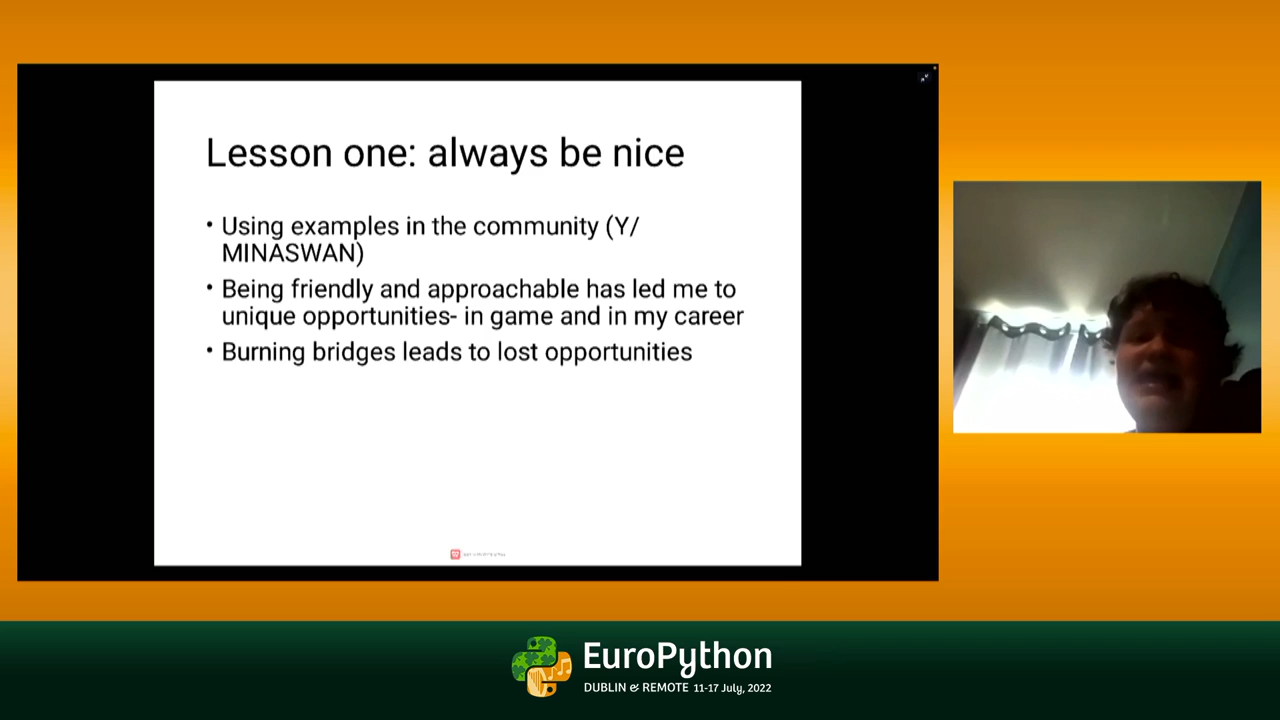 Lesson one: always be nice
• Using examples in the community (Y/
MINASWAN)
• Being friendly and approachable has led me to
unique opportunities- in game and in my career
• Burning bridges leads to lost opportunities
EuroPython
DUBLIN & REMOTE 11-17 July, 2022